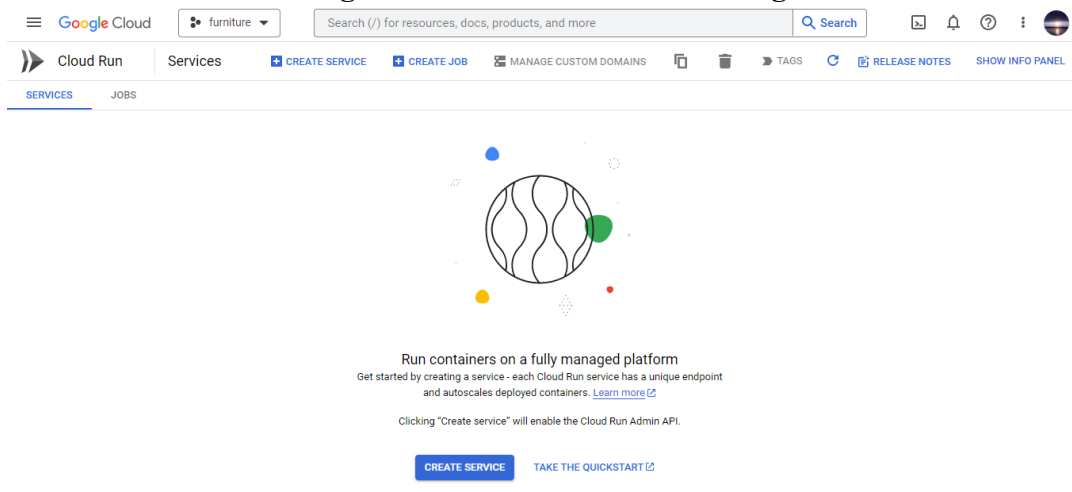 Google Cloud
furniture
Search (/) for resources, docs, products, and more
Search
Cloud Run
Services
CREATE SERVICE
CREATE JOB
MANAGE CUSTOM DOMAINS
TAGS
RELEASE NOTES
SHOW INFO PANEL
SERVICES
JOBS
Run containers on a fully managed platform
Get started by creating a service - each Cloud Run service has a unique endpoint
and autoscales deployed containers. Learn more
Clicking "Create service" will enable the Cloud Run Admin API.
CREATE SERVICE
TAKE THE QUICKSTART